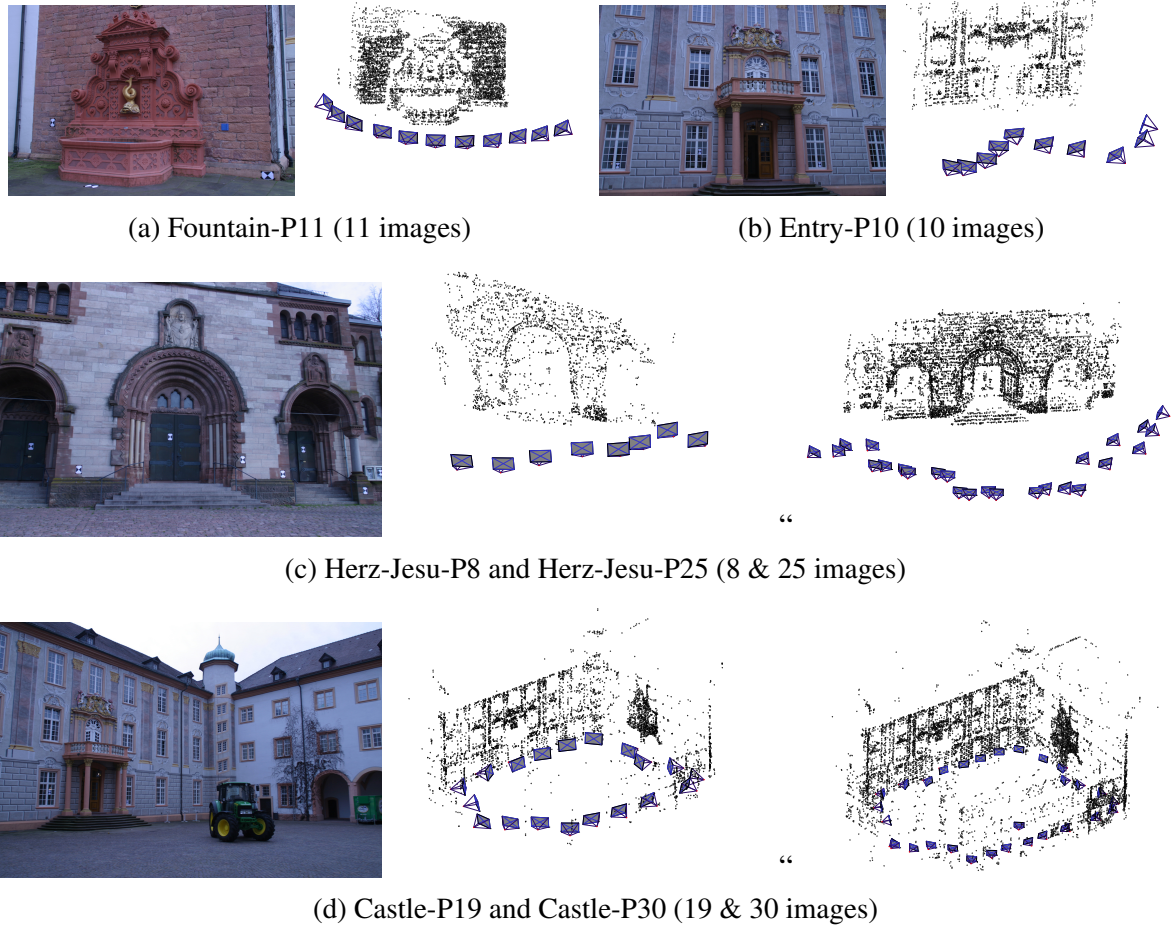 (a) Fountain-P11 (11 images)
(b) Entry-P10 (10 images)
“
(c) Herz-Jesu-P8 and Herz-Jesu-P25 (8 & 25 images)
“
(d) Castle-P19 and Castle-P30 (19 & 30 images)